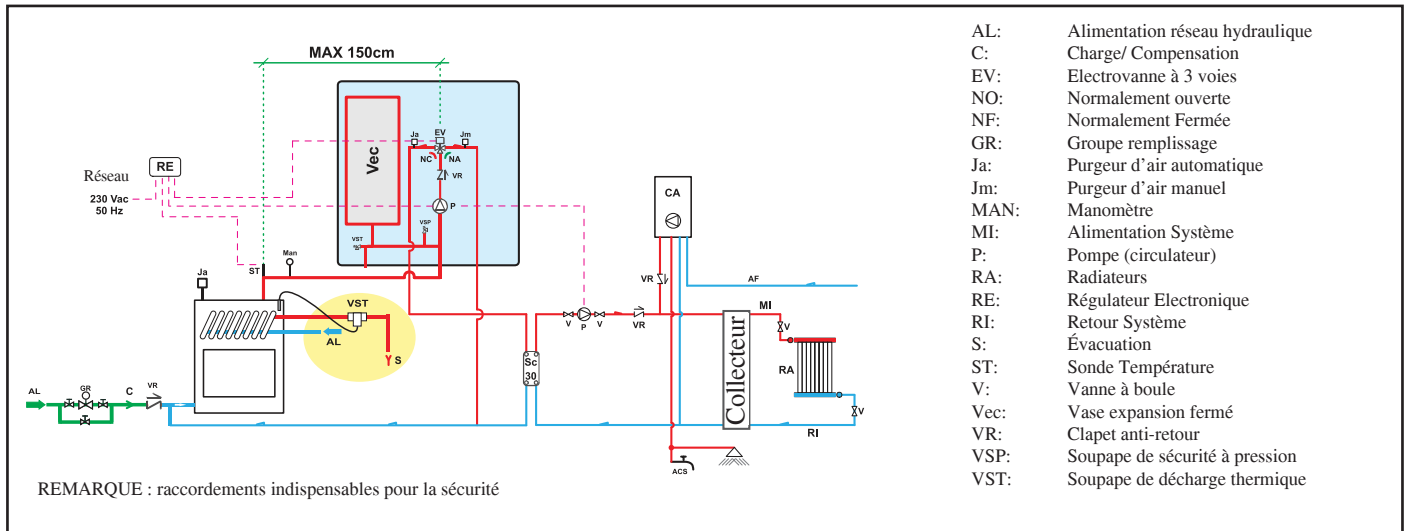 MAX 150cm
Ja
EV
Jm
NC
NA
Vec
VR
RE
Réseau
230 Vac
50 Hz
P
VSP
VST
CA
ST
Man
Ja
VR
AF
VST
MI
V
P
V
VR
V
AL
S
Sc
30
RA
Collecteur
AL
GR
C
VR
V
RI
ACS
REMARQUE : raccordements indispensables pour la sécurité
AL: Alimentation réseau hydraulique
C: Charge/ Compensation
EV: Electrovanne à 3 voies
NO: Normalement ouverte
NF: Normalement Fermée
GR: Groupe remplissage
Ja: Purgeur d'air automatique
Jm: Purgeur d'air manuel
MAN: Manomètre
MI: Alimentation Système
P: Pompe (circulateur)
RA: Radiateurs
RE: Régulateur Electronique
RI: Retour Système
S: Évacuation
ST: Sonde Température
V: Vanne à boule
Vec: Vase expansion fermé
VR: Clapet anti-retour
VSP: Soupape de sécurité à pression
VST: Soupape de décharge thermique